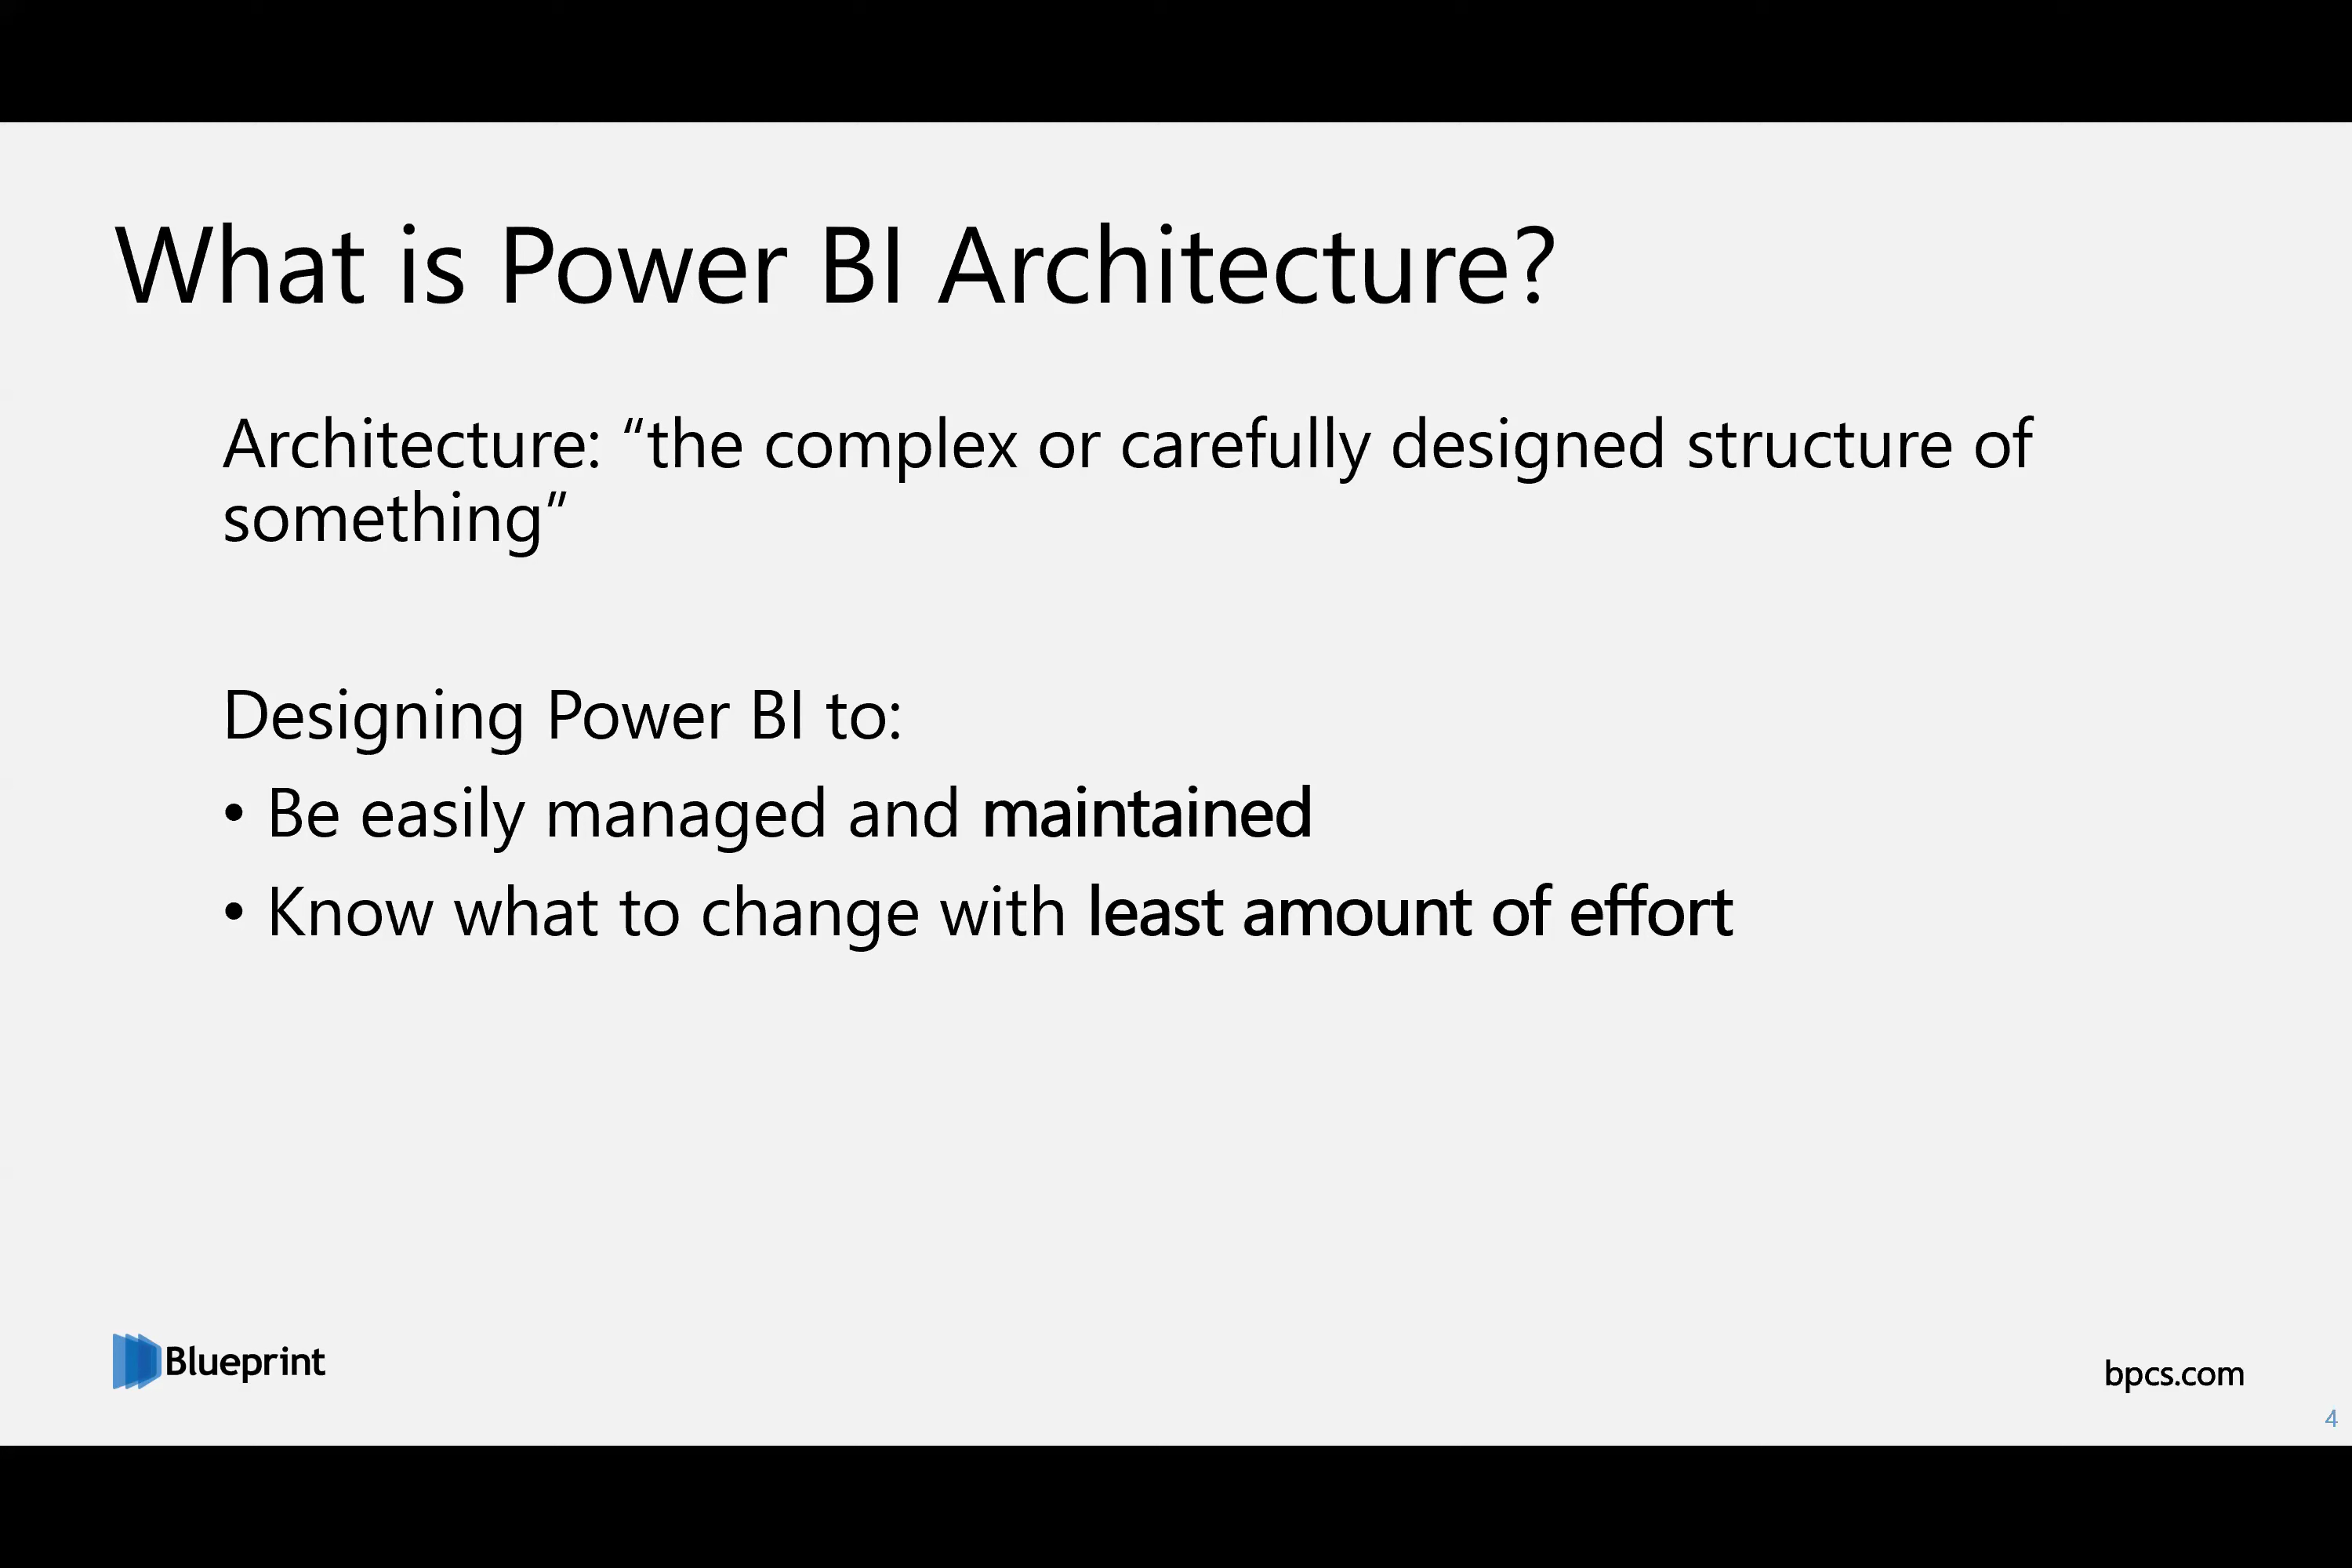 What is Power BI Architecture?
Architecture: “the complex or carefully designed structure of
something”
Designing Power BI to:
• Be easily managed and maintained
• Know what to change with least amount of effort
Blueprint
bpcs.com
4